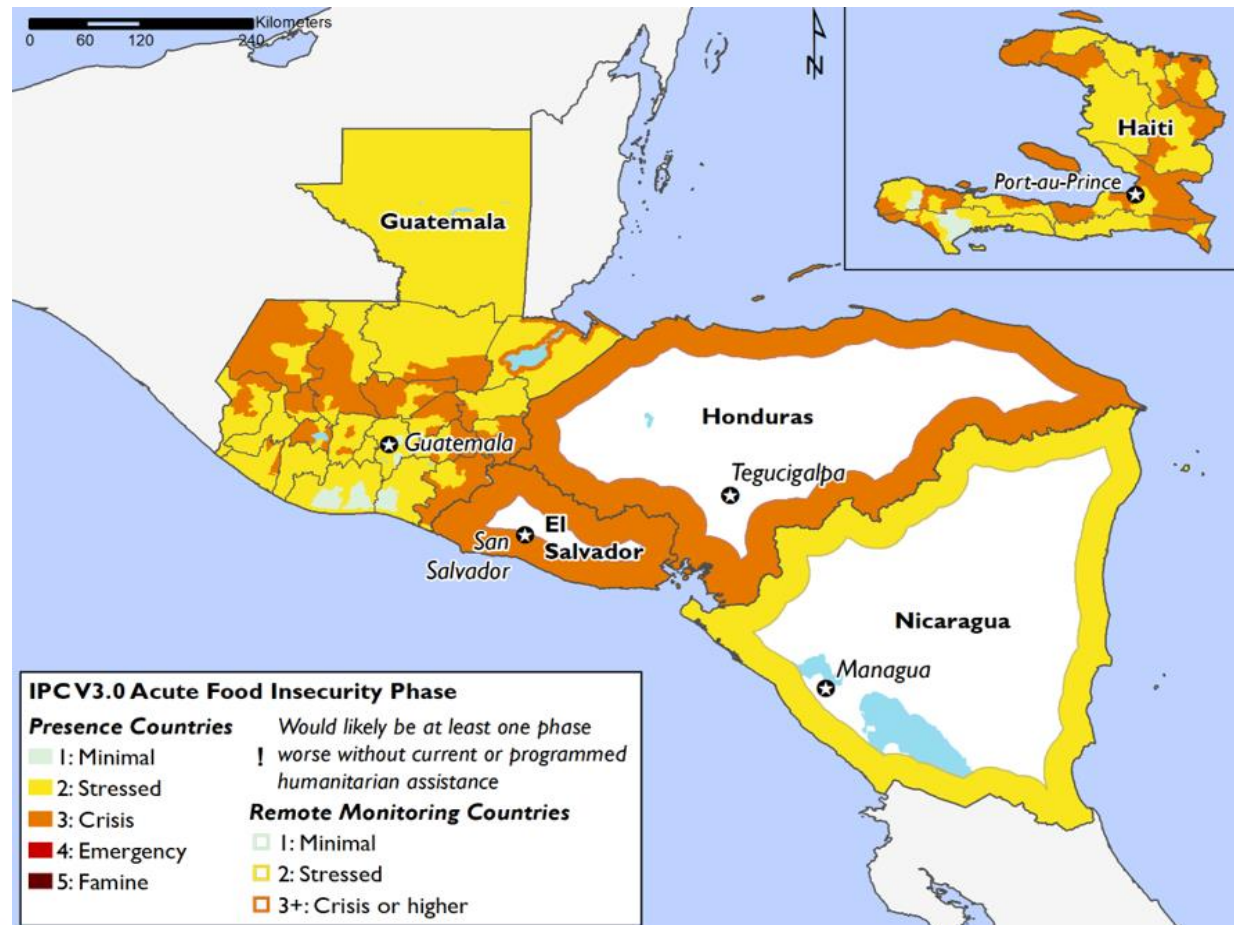 Kilometers
0 60 120 240
N
Haiti
Port-au-Prince
Guatemala
Guatemala
Honduras
Tegucigalpa
El
Salvador
San
Salvador
Nicaragua
Managua
IPC V3.0 Acute Food Insecurity Phase
Presence Countries
1: Minimal
2: Stressed
3: Crisis
4: Emergency
5: Famine
Would likely be at least one phase
! worse without current or programmed
humanitarian assistance
Remote Monitoring Countries
1: Minimal
2: Stressed
3+: Crisis or higher